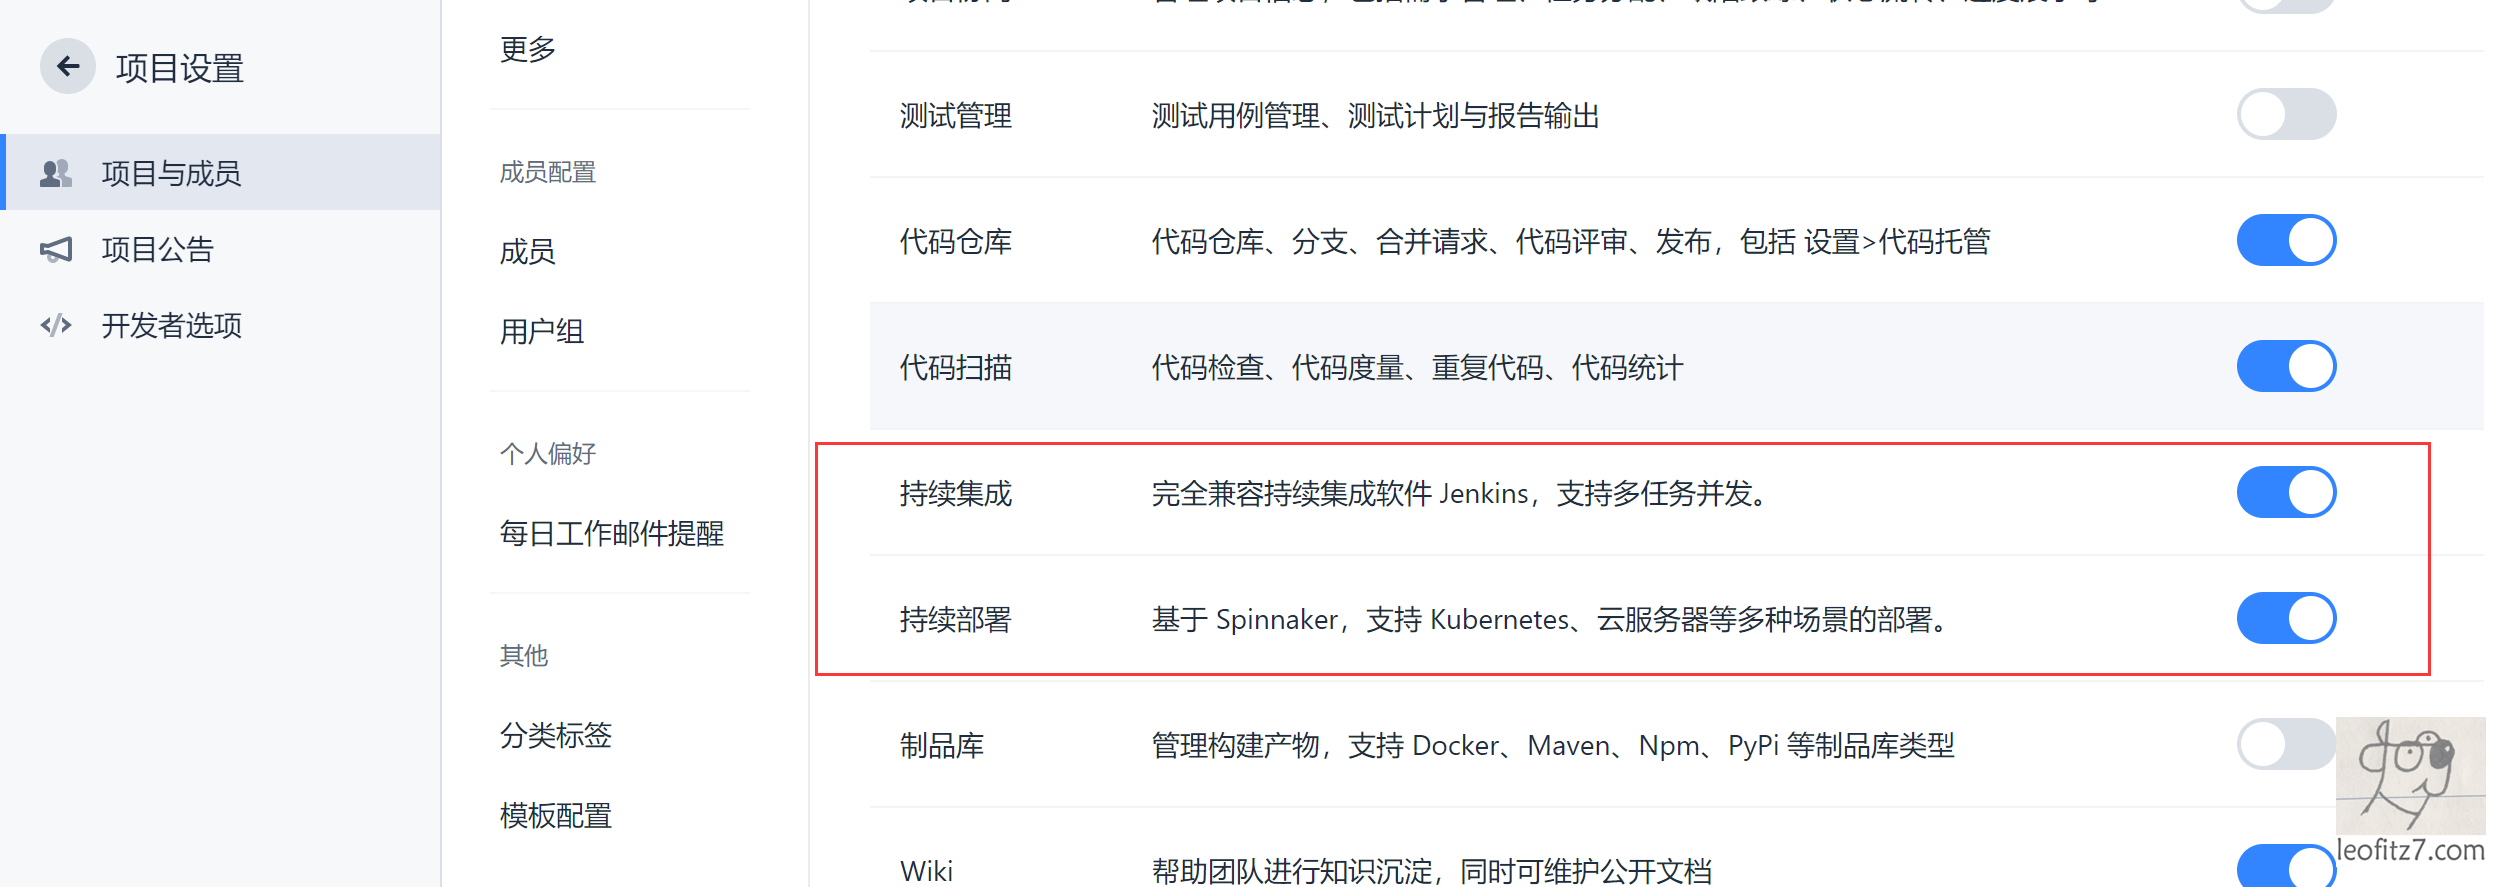 项目设置
项目与成员
项目公告
开发者选项
更多
成员配置
成员
用户组
个人偏好
每日工作邮件提醒
其他
分类标签
模板配置
测试管理 测试用例管理、测试计划与报告输出
代码仓库 代码仓库、分支、合并请求、代码评审、发布，包括 设置>代码托管
代码扫描 代码检查、代码度量、重复代码、代码统计
持续集成 完全兼容持续集成软件 Jenkins，支持多任务并发。
持续部署 基于 Spinnaker，支持 Kubernetes、云服务器等多种场景的部署。
制品库 管理构建产物，支持 Docker、Maven、Npm、PyPi 等制品库类型
Wiki 帮助团队进行知识沉淀，同时可维护公开文档
dog
leofitz7.com